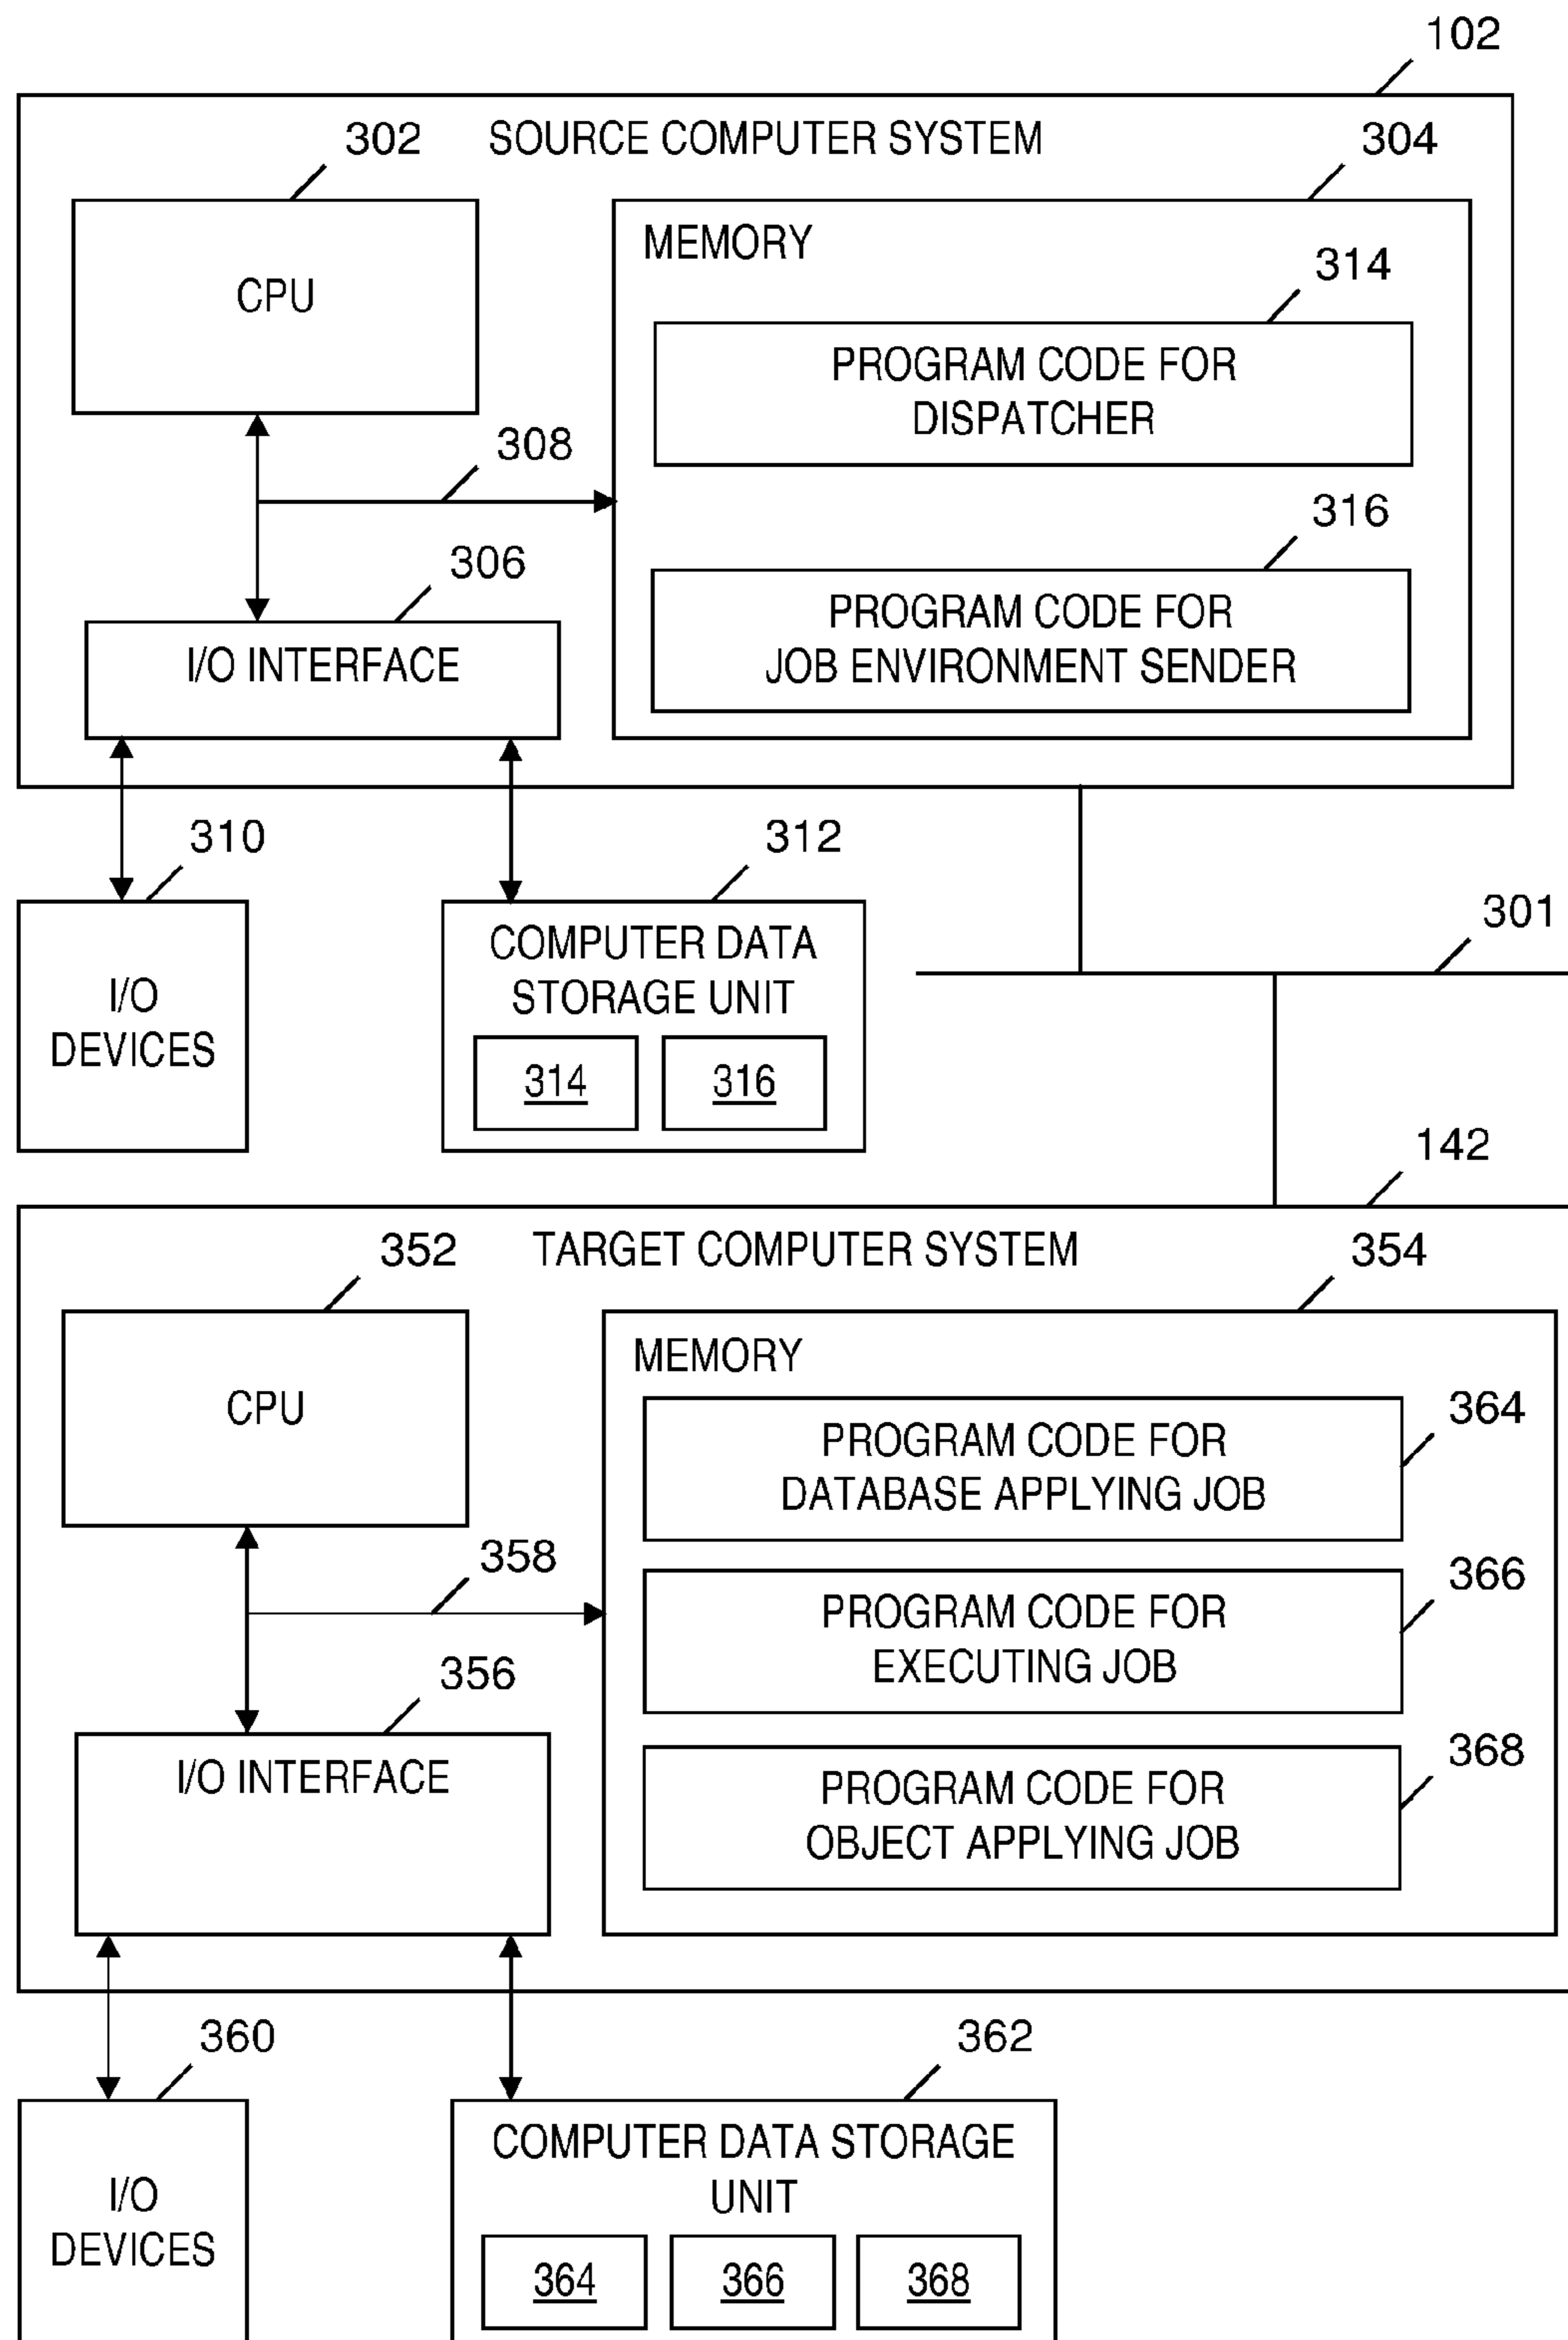 102
SOURCE COMPUTER SYSTEM
302
304
MEMORY
CPU
314
PROGRAM CODE FOR
DISPATCHER
308
316
306
PROGRAM CODE FOR
JOB ENVIRONMENT SENDER
I/O INTERFACE
310
312
301
COMPUTER DATA
STORAGE UNIT
I/O
DEVICES
314
316
142
TARGET COMPUTER SYSTEM
352
354
MEMORY
CPU
364
PROGRAM CODE FOR
DATABASE APPLYING JOB
358
366
PROGRAM CODE FOR
EXECUTING JOB
356
I/O INTERFACE
368
PROGRAM CODE FOR
OBJECT APPLYING JOB
360
362
COMPUTER DATA STORAGE
UNIT
I/O
DEVICES
364
366
368